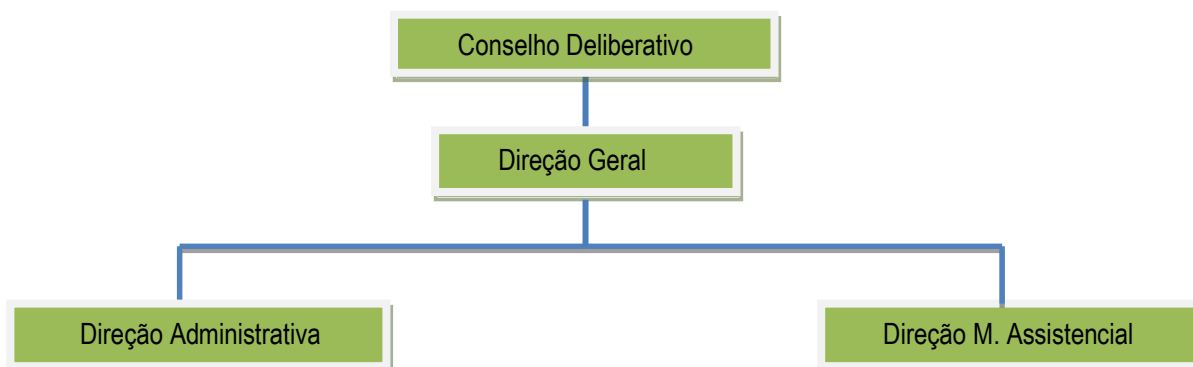 Conselho Deliberativo
Direção Geral
Direção Administrativa
Direção M. Assistencial